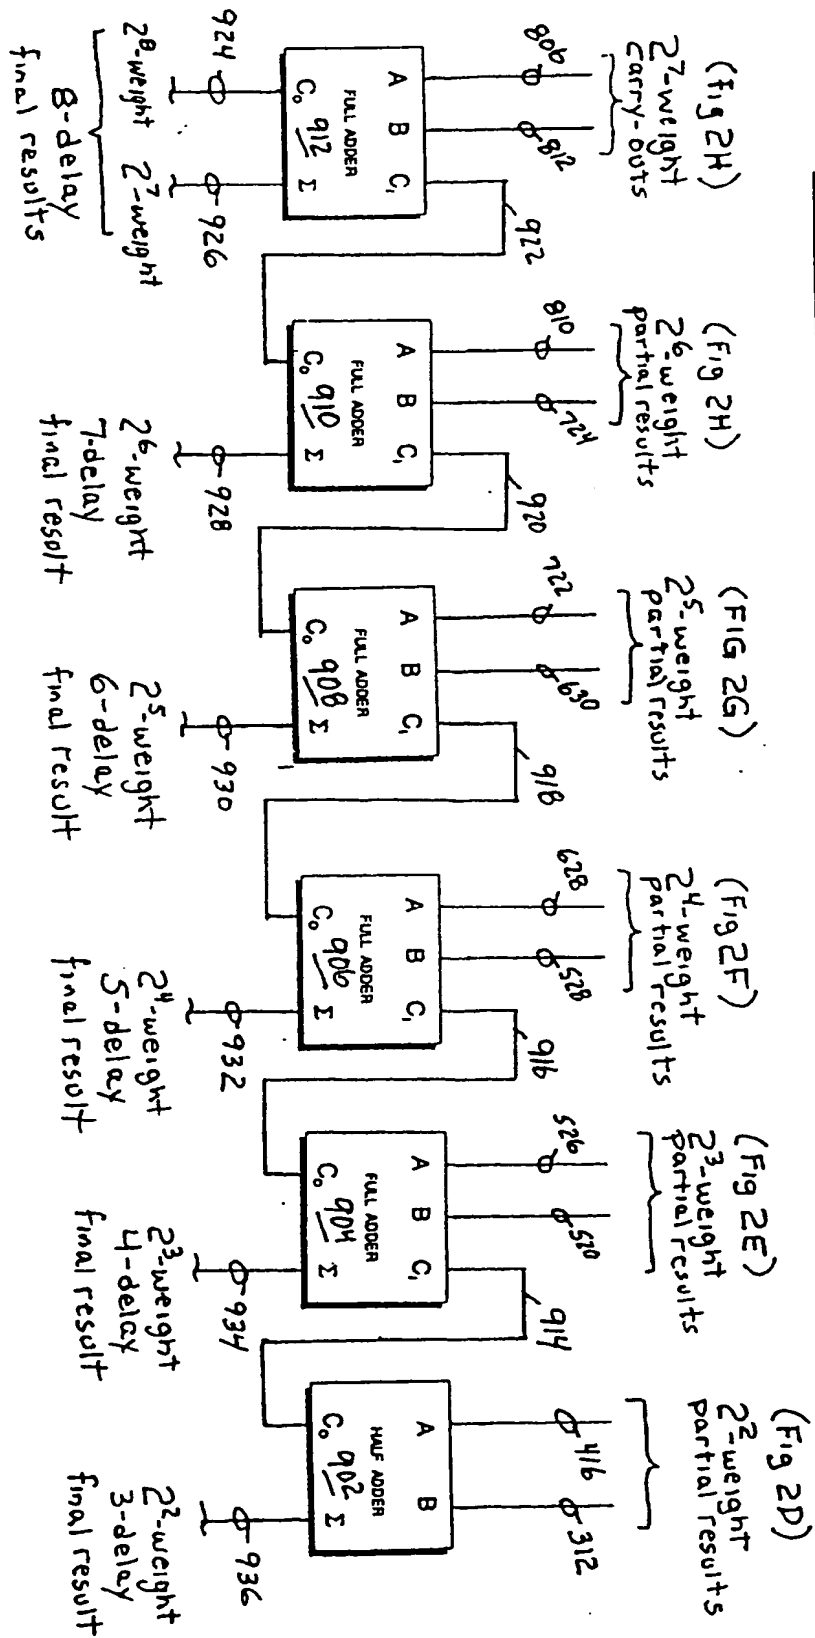 (Fig 2H)
2⁷-weight
carry-outs
806
812
A B C₁
FULL ADDER
912
C₀ Σ
922
924
926
2⁸-weight 2⁷-weight
8-delay
final results
(Fig 2H)
2⁶-weight
partial results
810
724
A B C₁
FULL ADDER
910
C₀ Σ
920
928
2⁶-weight
7-delay
final result
(FIG 2G)
2⁵-weight
partial results
722
630
A B C₁
FULL ADDER
908
C₀ Σ
918
930
2⁵-weight
6-delay
final result
(Fig 2F)
2⁴-weight
partial results
628
528
A B C₁
FULL ADDER
906
C₀ Σ
916
932
2⁴-weight
5-delay
final result
(Fig 2E)
2³-weight
partial results
526
520
A B C₁
FULL ADDER
904
C₀ Σ
914
934
2³-weight
4-delay
final result
(Fig 2D)
2²-weight
partial results
416
312
A B
HALF ADDER
902
C₀ Σ
936
2²-weight
3-delay
final result